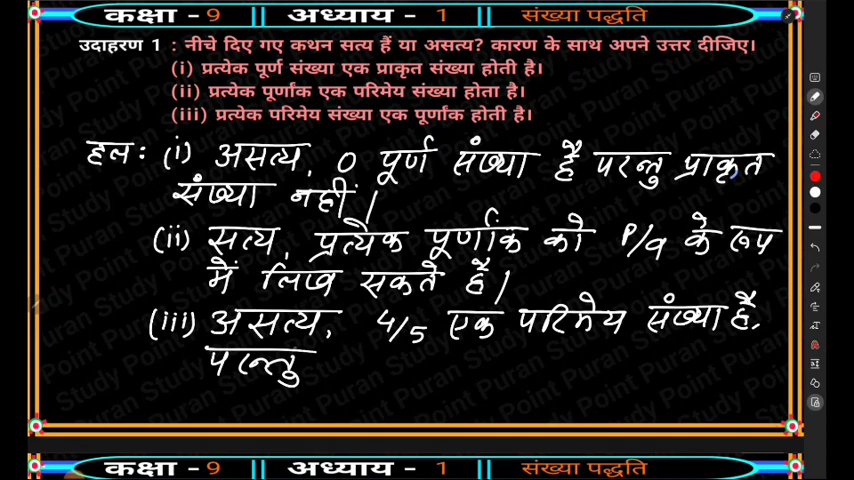 कक्षा - 9 || अध्याय - 1 || संख्या पद्धति
उदाहरण 1 : नीचे दिए गए कथन सत्य हैं या असत्य? कारण के साथ अपने उत्तर दीजिए।
(i) प्रत्येक पूर्ण संख्या एक प्राकृत संख्या होती है।
(ii) प्रत्येक पूर्णांक एक परिमेय संख्या होता है।
(iii) प्रत्येक परिमेय संख्या एक पूर्णांक होती है।
हल: (i) असत्य, 0 पूर्ण संख्या है परन्तु प्राकृत
संख्या नहीं।
(ii) सत्य, प्रत्येक पूर्णांक को p/q के रूप
में लिख सकते है।
(iii) असत्य, 4/5 एक परिमेय संख्या है,
परन्तु
कक्षा - 9 || अध्याय - 1 || संख्या पद्धति